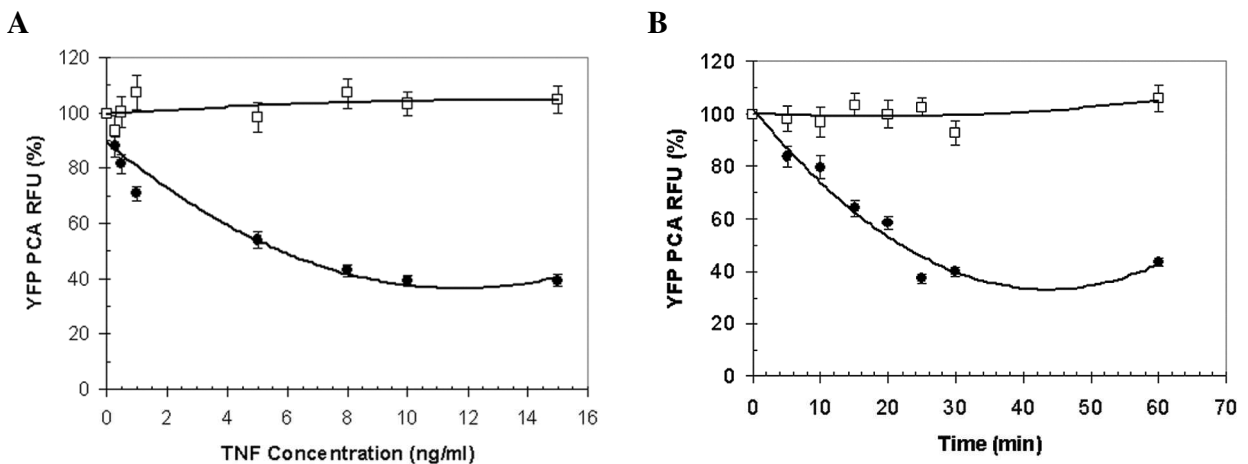 A
120
100
80
60
40
20
0
YFP PCA RFU (%)
0 2 4 6 8 10 12 14 16
TNF Concentration (ng/ml)
B
120
100
80
60
40
20
0
YFP PCA RFU (%)
0 10 20 30 40 50 60 70
Time (min)